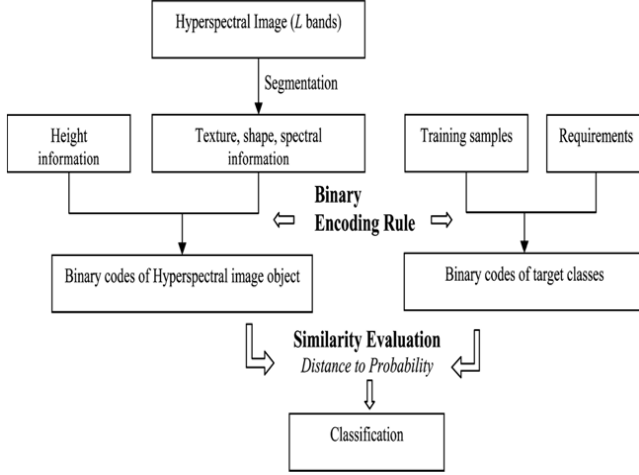 Hyperspectral Image (L bands)
Segmentation
Height
information
Texture, shape, spectral
information
Training samples
Requirements
Binary
Encoding Rule
Binary codes of Hyperspectral image object
Binary codes of target classes
Similarity Evaluation
Distance to Probability
Classification